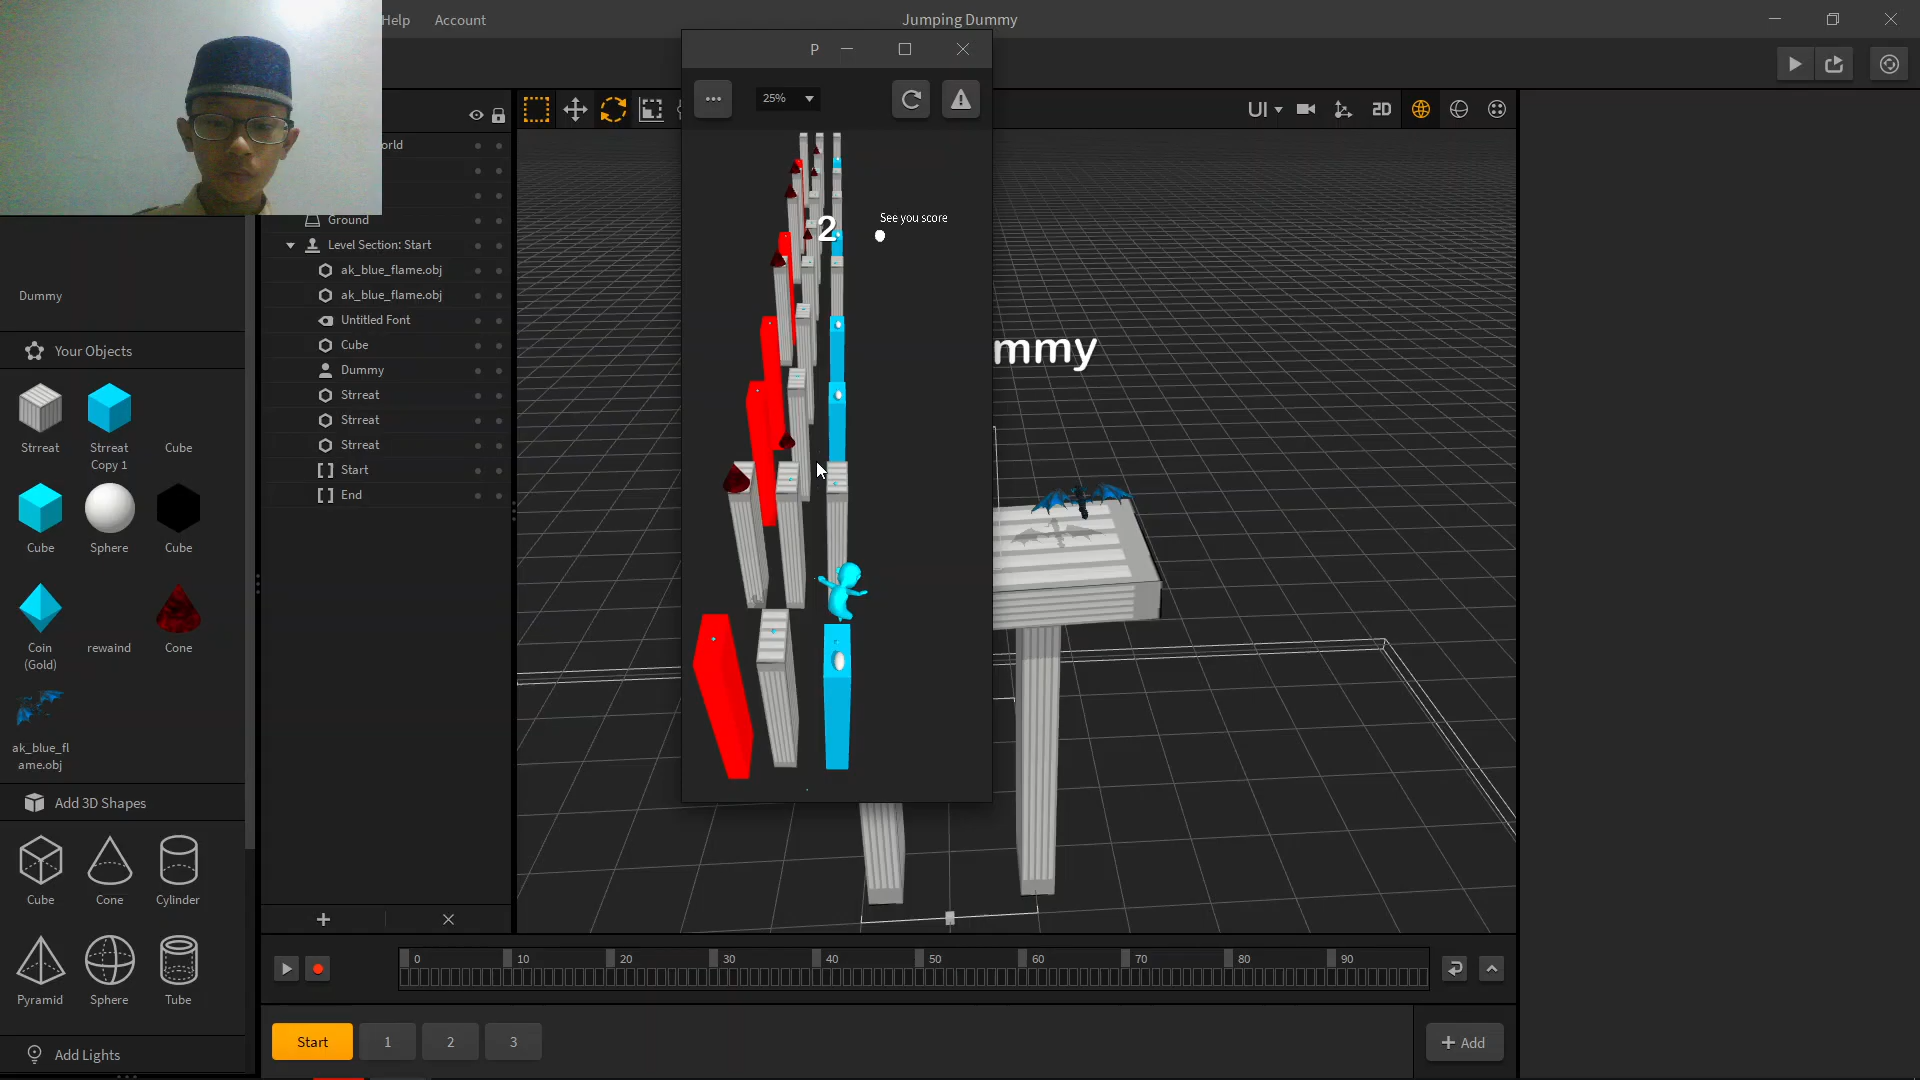 Help
Account
Jumping Dummy
P
25%
UI
2D
orld
Ground
Level Section: Start
ak_blue_flame.obj
ak_blue_flame.obj
Untitled Font
Cube
Dummy
Strreat
Strreat
Strreat
Start
End
Dummy
Your Objects
Strreat
Strreat
Copy 1
Cube
Cube
Sphere
Cube
Coin
(Gold)
rewaind
Cone
ak_blue_fl
ame.obj
Add 3D Shapes
Cube
Cone
Cylinder
Pyramid
Sphere
Tube
Add Lights
2
See you score
mmy
0
10
20
30
40
50
60
70
80
90
Start
1
2
3
+ Add